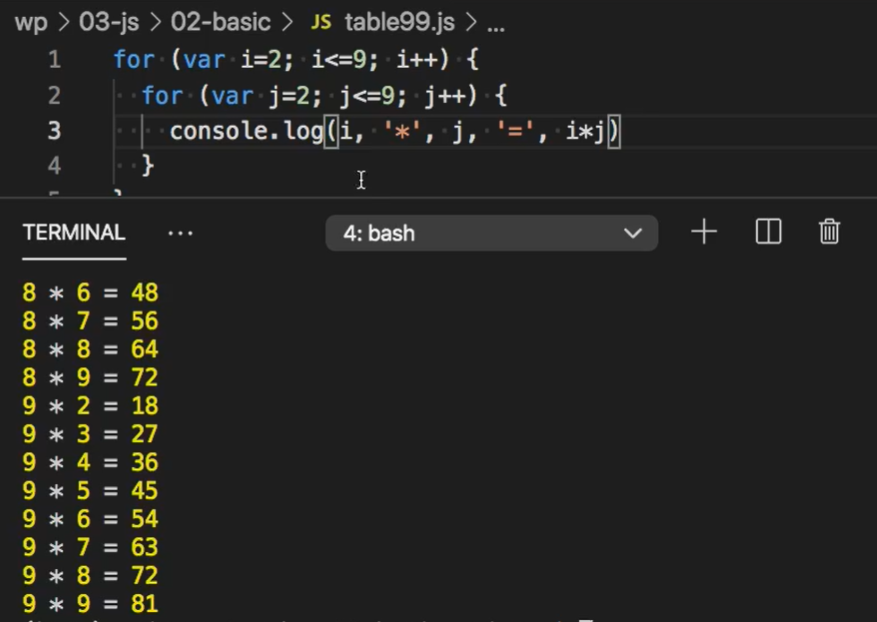 wp > 03-js > 02-basic > JS table99.js > ...
1 for (var i=2; i<=9; i++) {
2 for (var j=2; j<=9; j++) {
3 console.log(i, '*', j, '=', i*j)
4 }
TERMINAL ... 4: bash
8 * 6 = 48
8 * 7 = 56
8 * 8 = 64
8 * 9 = 72
9 * 2 = 18
9 * 3 = 27
9 * 4 = 36
9 * 5 = 45
9 * 6 = 54
9 * 7 = 63
9 * 8 = 72
9 * 9 = 81